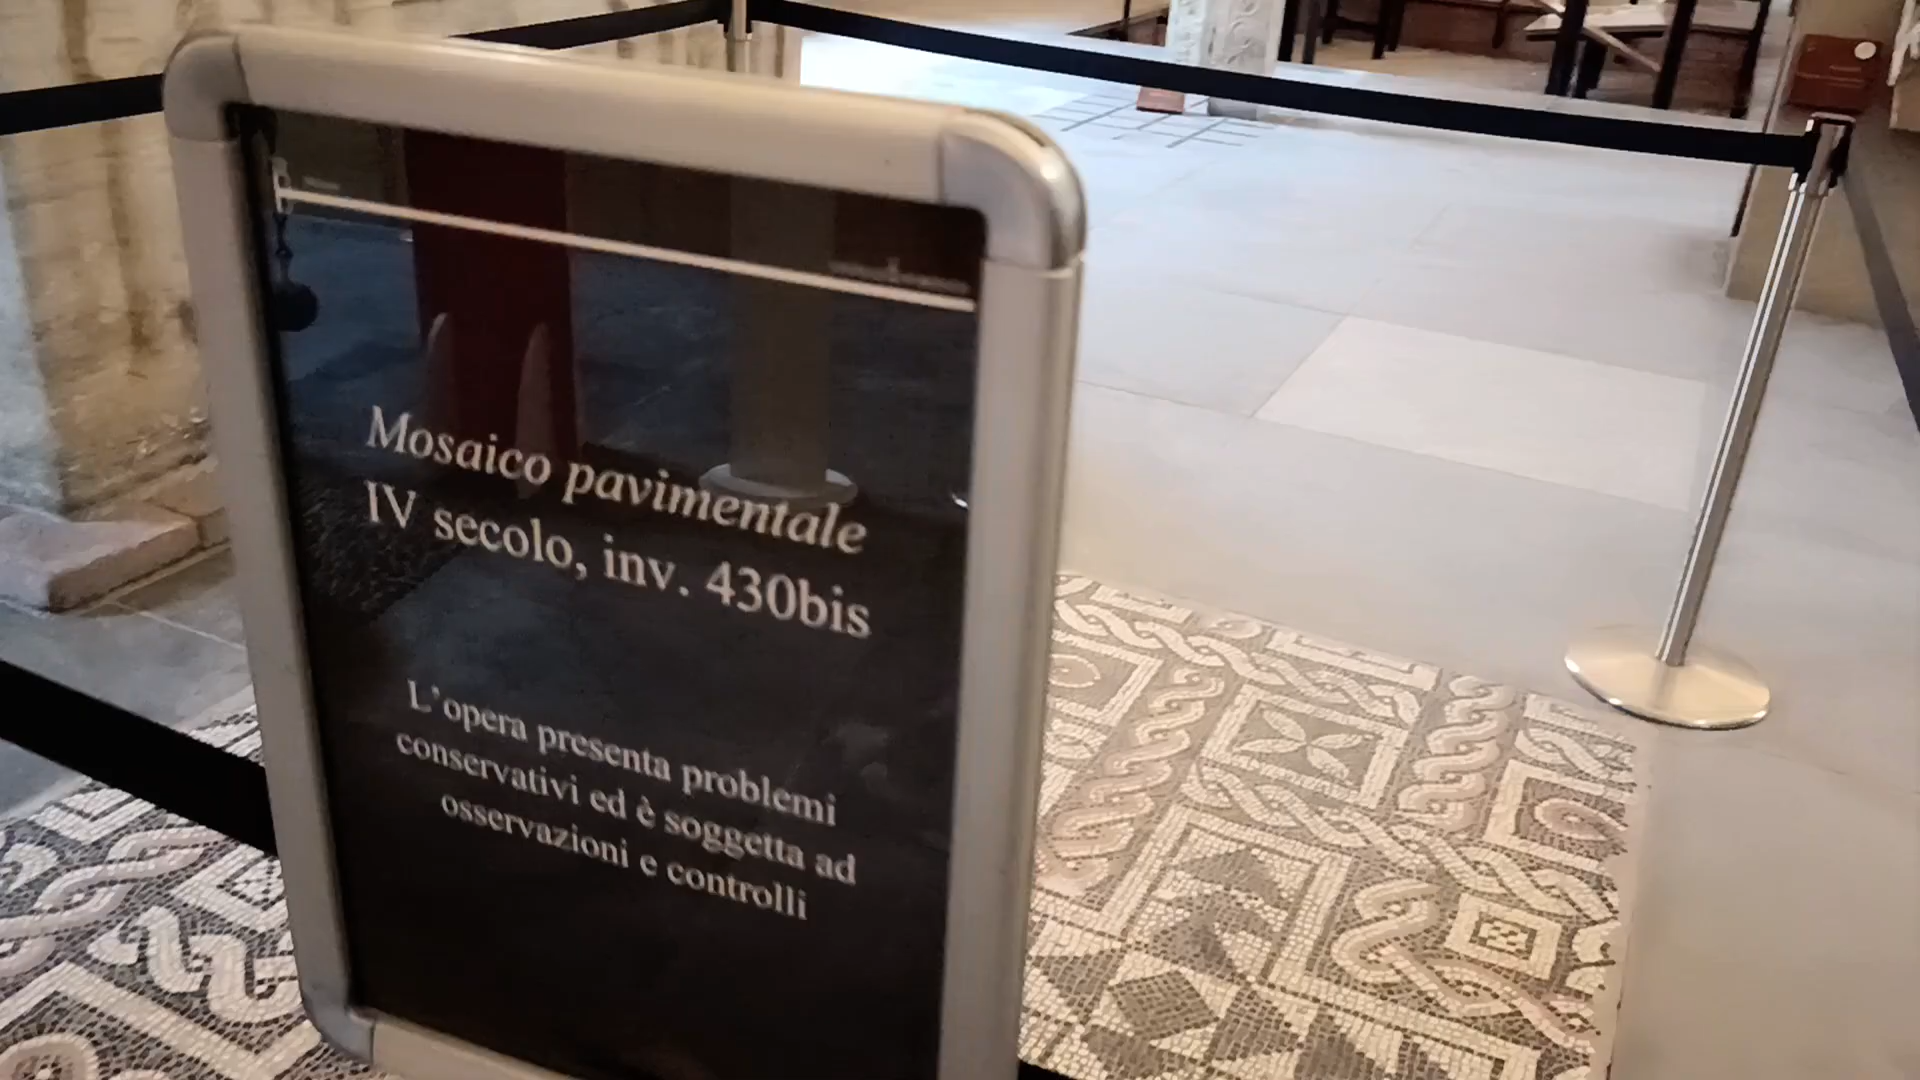 Mosaico pavimentale
IV secolo, inv. 430bis
L'opera presenta problemi
conservativi ed è soggetta ad
osservazioni e controlli